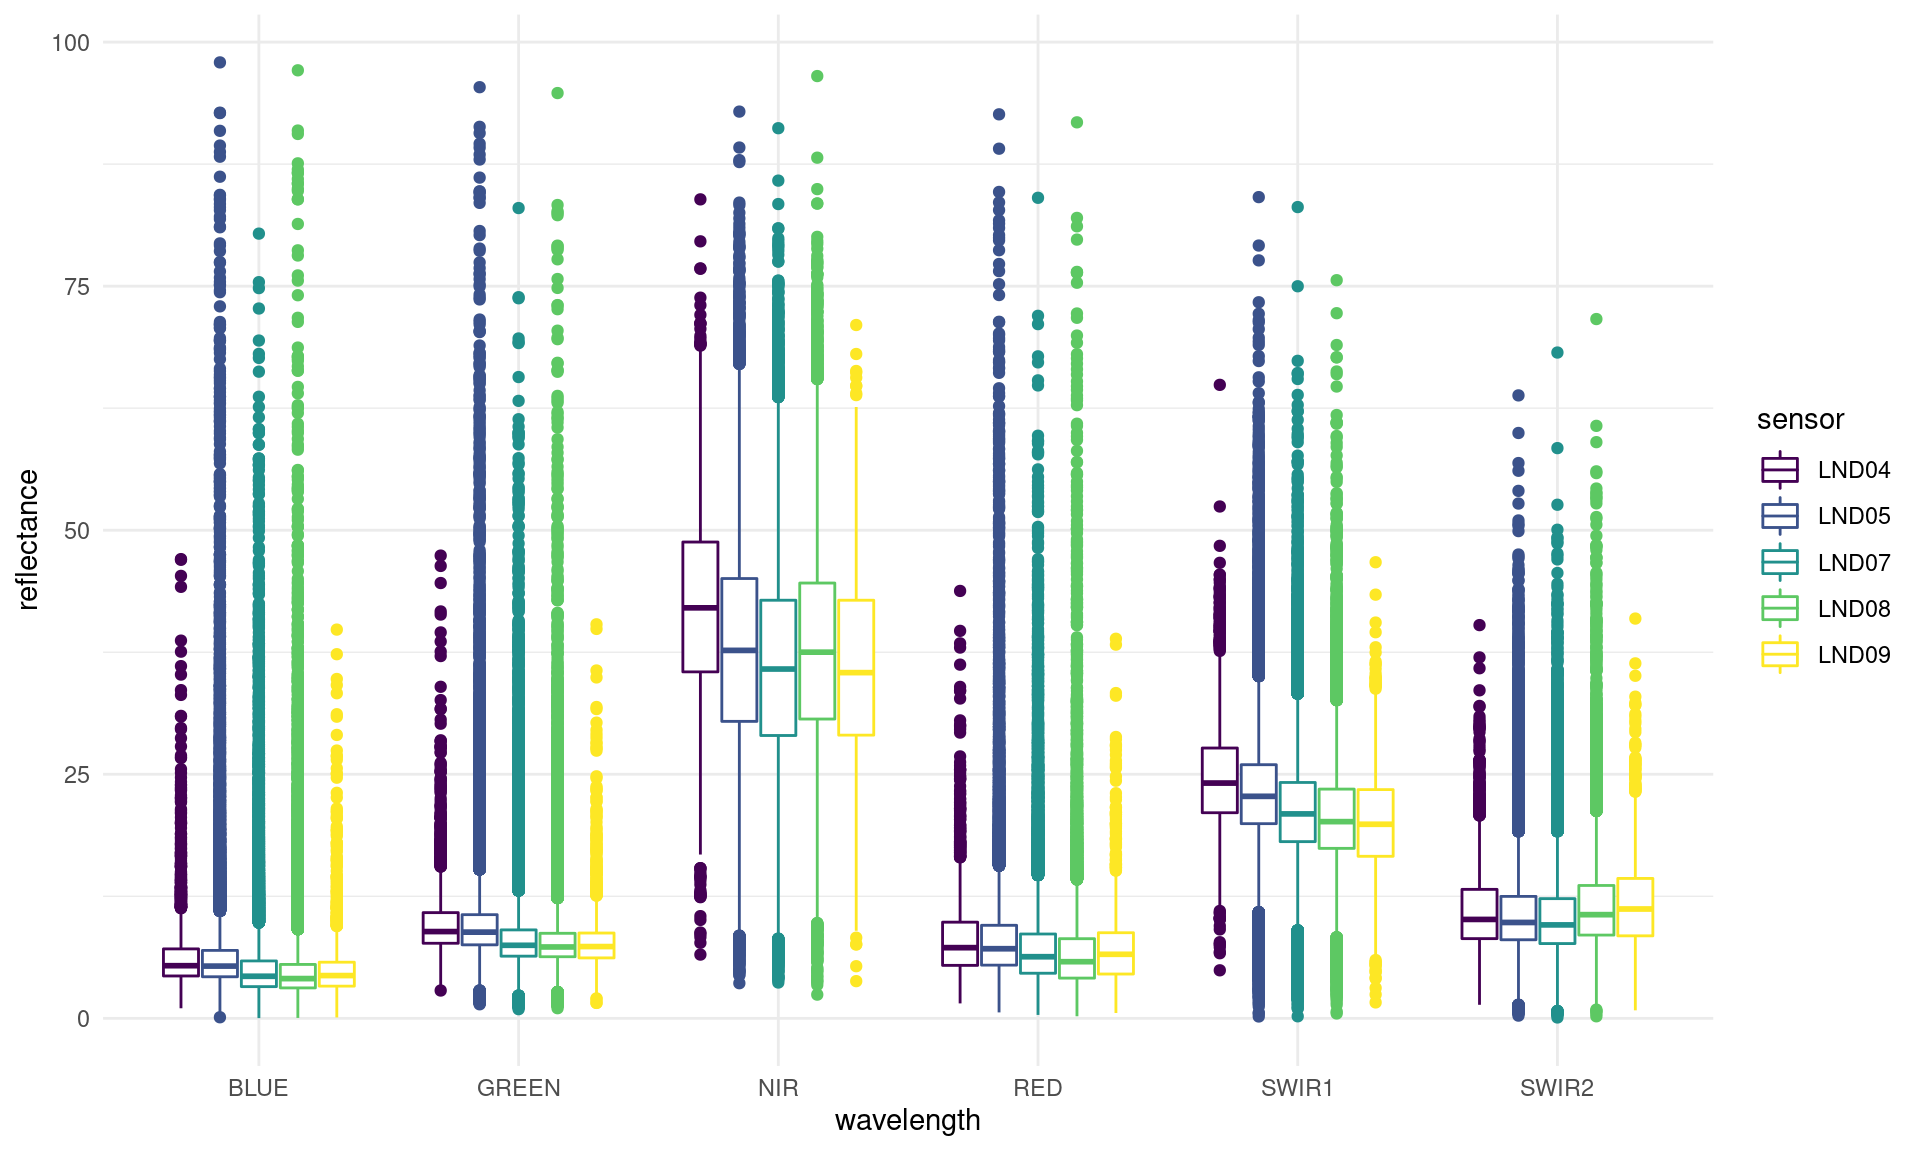 100
75
50
25
0
reflectance
BLUE
GREEN
NIR
RED
SWIR1
SWIR2
wavelength
sensor
LND04
LND05
LND07
LND08
LND09